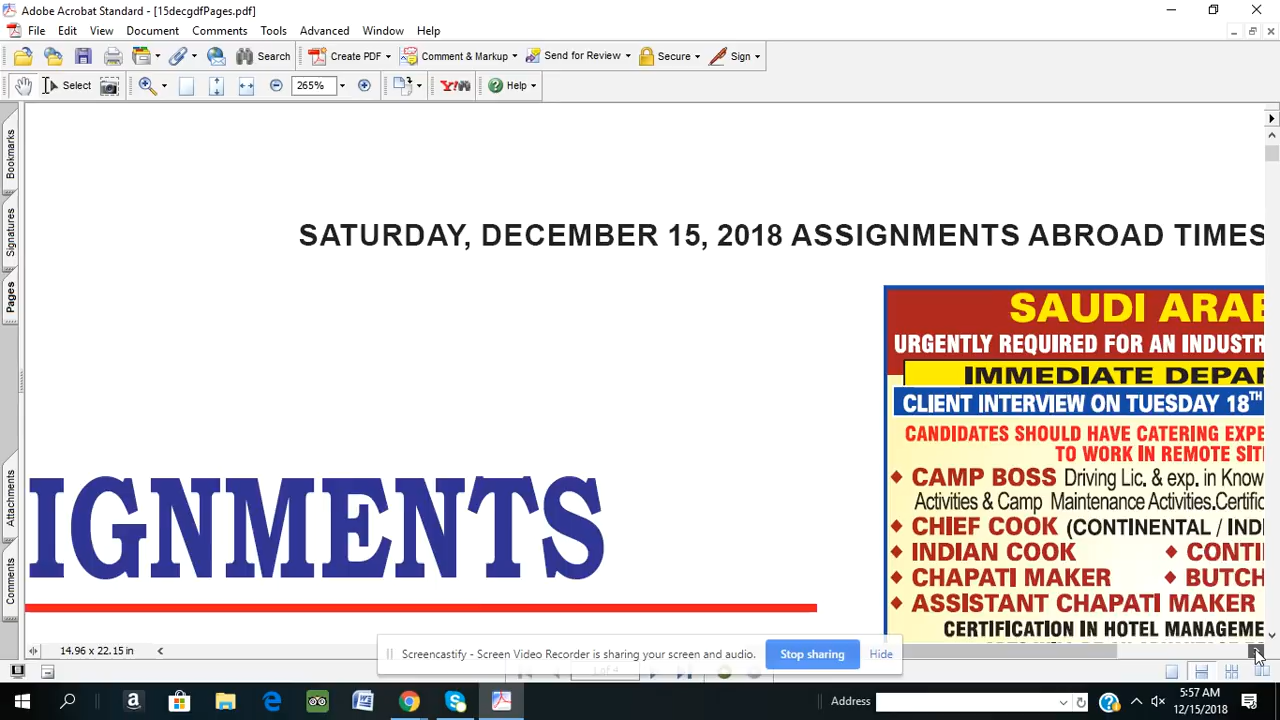 Adobe Acrobat Standard - [15decgdfPages.pdf]
File Edit View Document Comments Tools Advanced Window Help
Search Create PDF Comment & Markup Send for Review Secure Sign
Select 265% Y! Help
Bookmarks
Signatures
Pages
Attachments
Comments
SATURDAY, DECEMBER 15, 2018 ASSIGNMENTS ABROAD TIMES
IGNMENTS
SAUDI ARAB
URGENTLY REQUIRED FOR AN INDUSTR
IMMEDIATE DEPAR
CLIENT INTERVIEW ON TUESDAY 18TH
CANDIDATES SHOULD HAVE CATERING EXPE
TO WORK IN REMOTE SIT
CAMP BOSS Driving Lic. & exp. in Know
Activities & Camp Maintenance Activities.Certific
CHIEF COOK (CONTINENTAL / INDI
INDIAN COOK CONTI
CHAPATI MAKER BUTCH
ASSISTANT CHAPATI MAKER
CERTIFICATION IN HOTEL MANAGEME
14.96 x 22.15 in
Screencastify - Screen Video Recorder is sharing your screen and audio. Stop sharing Hide
1 of 4
Address
5:57 AM
12/15/2018